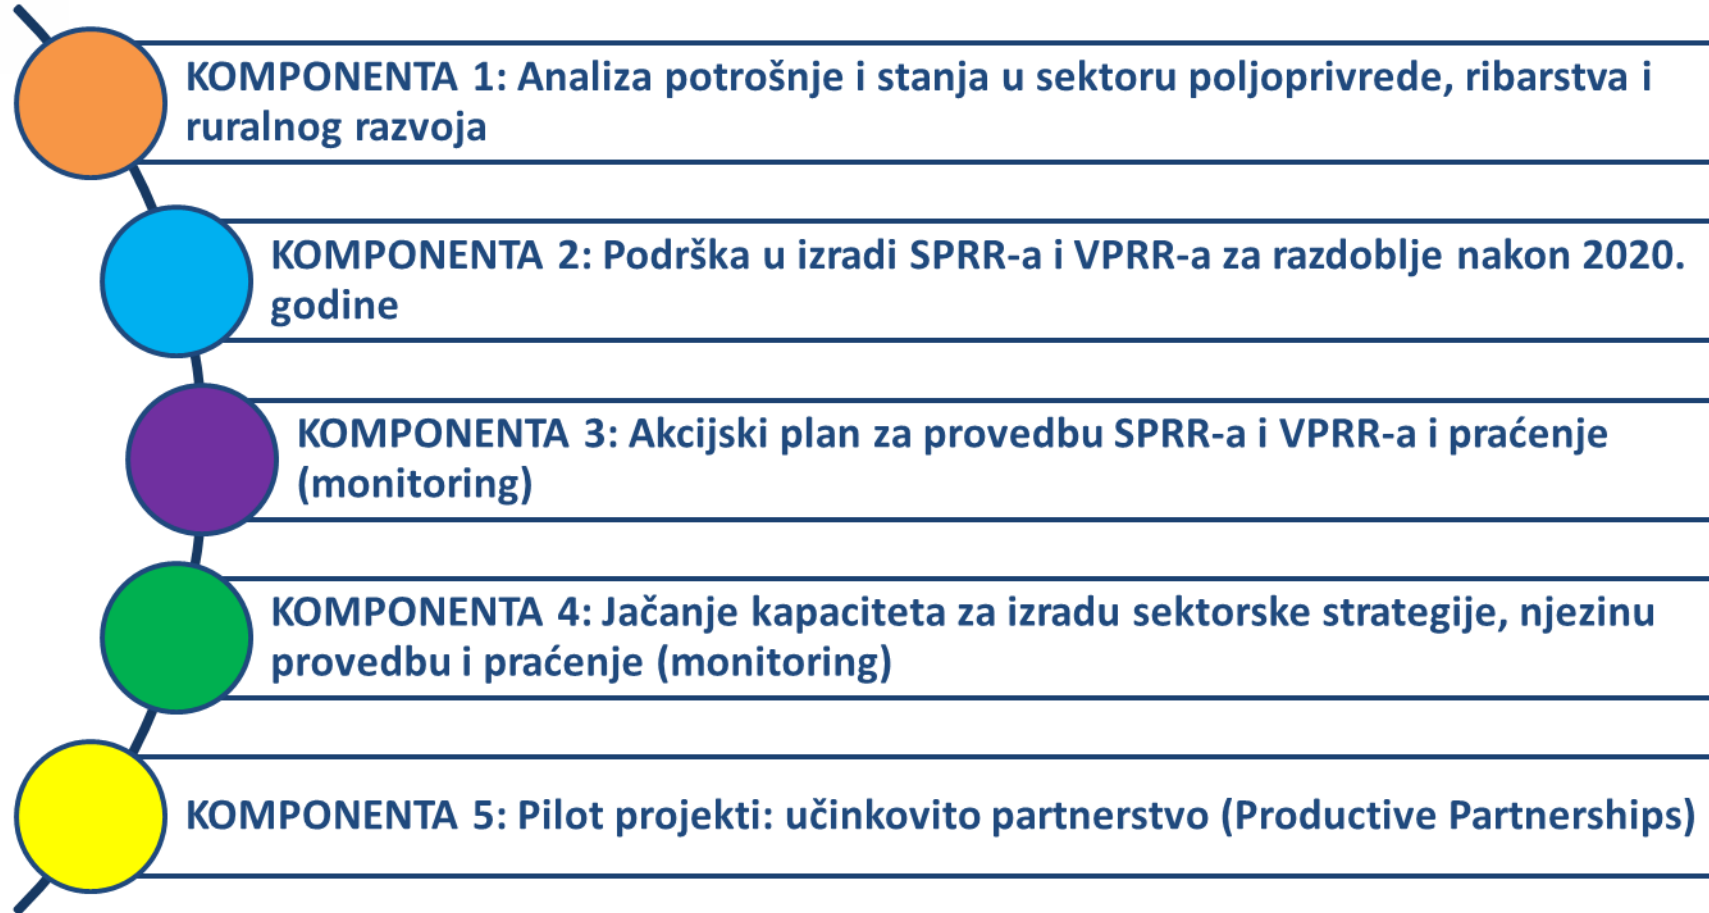 KOMPONENTA 1: Analiza potrošnje i stanja u sektoru poljoprivrede, ribarstva i
ruralnog razvoja
KOMPONENTA 2: Podrška u izradi SPRR-a i VPRR-a za razdoblje nakon 2020.
godine
KOMPONENTA 3: Akcijski plan za provedbu SPRR-a i VPRR-a i praćenje
(monitoring)
KOMPONENTA 4: Jačanje kapaciteta za izradu sektorske strategije, njezinu
provedbu i praćenje (monitoring)
KOMPONENTA 5: Pilot projekti: učinkovito partnerstvo (Productive Partnerships)